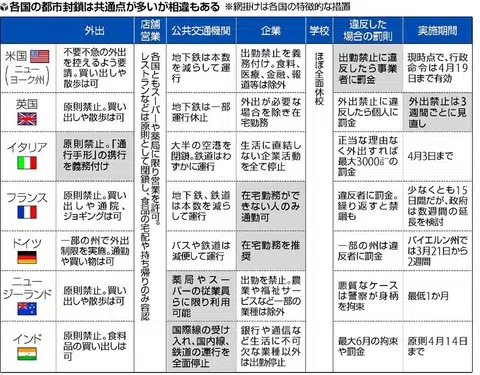 各国の都市封鎖は共通点が多いが相違もある ※網掛けは各国の特徴的な措置
外出
店舗営業
公共交通機関
企業
学校
違反した
場合の罰則
実施期間
米国
(ニュー
ヨーク州)
不要不急の外出
を控えるよう要
請。買い出しや
散歩は可
各国ともスーパーや薬局に限り営業を許可。
レストランなどは原則として閉鎖し、食品の宅配や持ち帰りのみ容認
地下鉄は本数
を減らして運
行
出勤禁止を義
務付け。食料、
医療、金融、報
道等は除外
ほぼ全面休校
出勤禁止に違
反したら事業者
に罰金
現時点で、行政
命令は4月19
日まで有効
英国
原則禁止。買い
出しや散歩は可
地下鉄は一部
運行休止
外出が必要な
場合を除き在
宅勤務
外出禁止に違
反したら個人に
罰金
外出禁止は3
週間ごとに見
直し
イタリア
原則禁止。「通
行手形」の携行
を義務付け
大半の空港を
閉鎖。鉄道はわ
ずかに運行
生活に直結し
ない企業活動
を全て停止
正当な理由な
く外出すれば
最大3000㌦の
罰金
4月3日まで
フランス
原則禁止。買い
出しや通院、
ジョギングは可
地下鉄、鉄道
は本数を減ら
して運行
在宅勤務がで
きない人のみ
通勤可
違反者に罰金。
繰り返すと禁
錮も
少なくとも15
日間だが、政府
は数週間の延
長を検討
ドイツ
一部の州で外出
制限を実施。通勤
や買い物は可
バスや鉄道は
減便して運行
在宅勤務を推
奨
一部の州は違
反者に罰金
バイエルン州で
は3月21日から
2週間
ニュー
ジーランド
原則禁止。買い
出しや散歩は可
薬局やスー
パーの従業員
らに限り利用可
能
出勤を禁止。農
業や福祉サー
ビスなど一部の
業種は除外
悪質なケース
は警察が身柄
を拘束
最低1か月
インド
原則禁止。食料品
の買い出しは可
国際線の受け
入れ、国内線、
鉄道の運行を
全面停止
銀行や通信な
ど生活に不可
欠な業種以外
は出勤停止
最大6月の拘束
や罰金
原則4月14日
まで